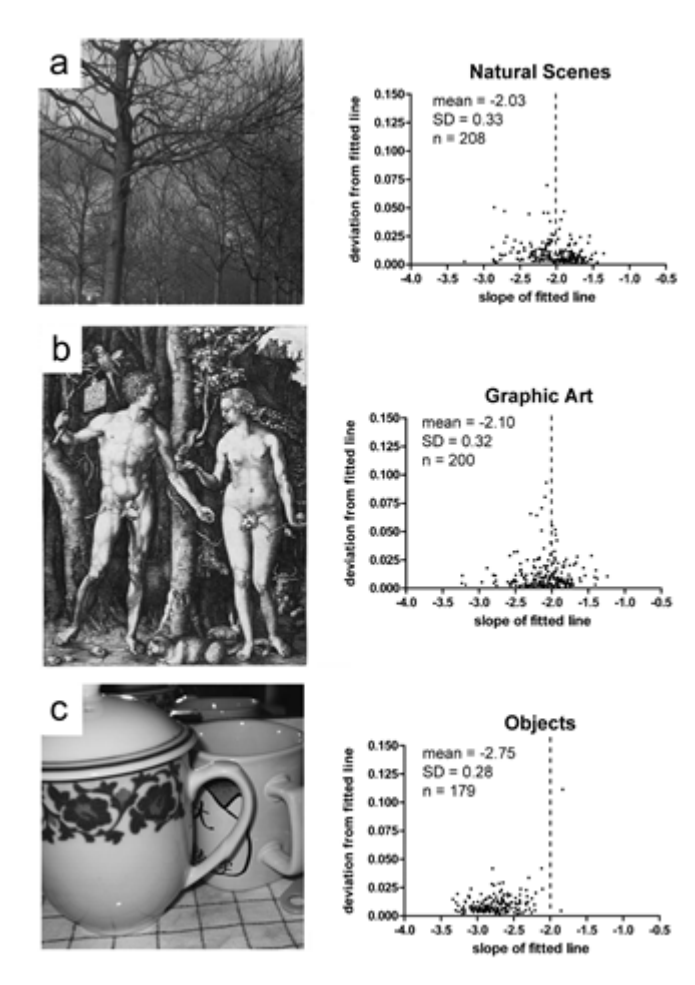 a
Natural Scenes
mean = -2.03
SD = 0.33
n = 208
deviation from fitted line
0.150
0.125
0.100
0.075
0.050
0.025
0.000
-4.0 -3.5 -3.0 -2.5 -2.0 -1.5 -1.0 -0.5
slope of fitted line
b
Graphic Art
mean = -2.10
SD = 0.32
n = 200
deviation from fitted line
0.150
0.125
0.100
0.075
0.050
0.025
0.000
-4.0 -3.5 -3.0 -2.5 -2.0 -1.5 -1.0 -0.5
slope of fitted line
c
Objects
mean = -2.75
SD = 0.28
n = 179
deviation from fitted line
0.150
0.125
0.100
0.075
0.050
0.025
0.000
-4.0 -3.5 -3.0 -2.5 -2.0 -1.5 -1.0 -0.5
slope of fitted line